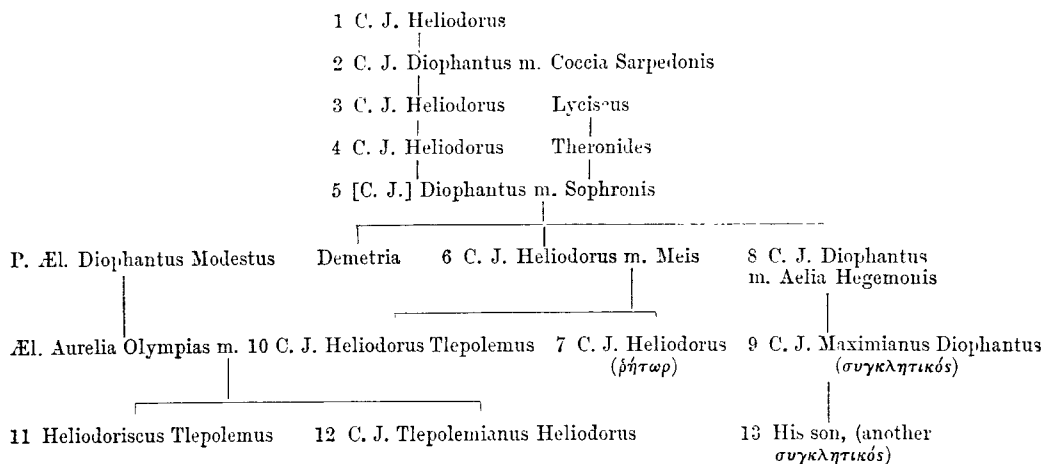 1 C. J. Heliodorus
2 C. J. Diophantus m. Coccia Sarpedonis
3 C. J. Heliodorus Lyciscus
4 C. J. Heliodorus Theronides
5 [C. J.] Diophantus m. Sophronis
P. Æl. Diophantus Modestus Demetria 6 C. J. Heliodorus m. Meis 8 C. J. Diophantus
m. Aelia Hegemonis
Æl. Aurelia Olympias m. 10 C. J. Heliodorus Tlepolemus 7 C. J. Heliodorus 9 C. J. Maximianus Diophantus
(ῥήτωρ) (συγκλητικός)
11 Heliodoriscus Tlepolemus 12 C. J. Tlepolemianus Heliodorus 13 His son, (another
συγκλητικός)